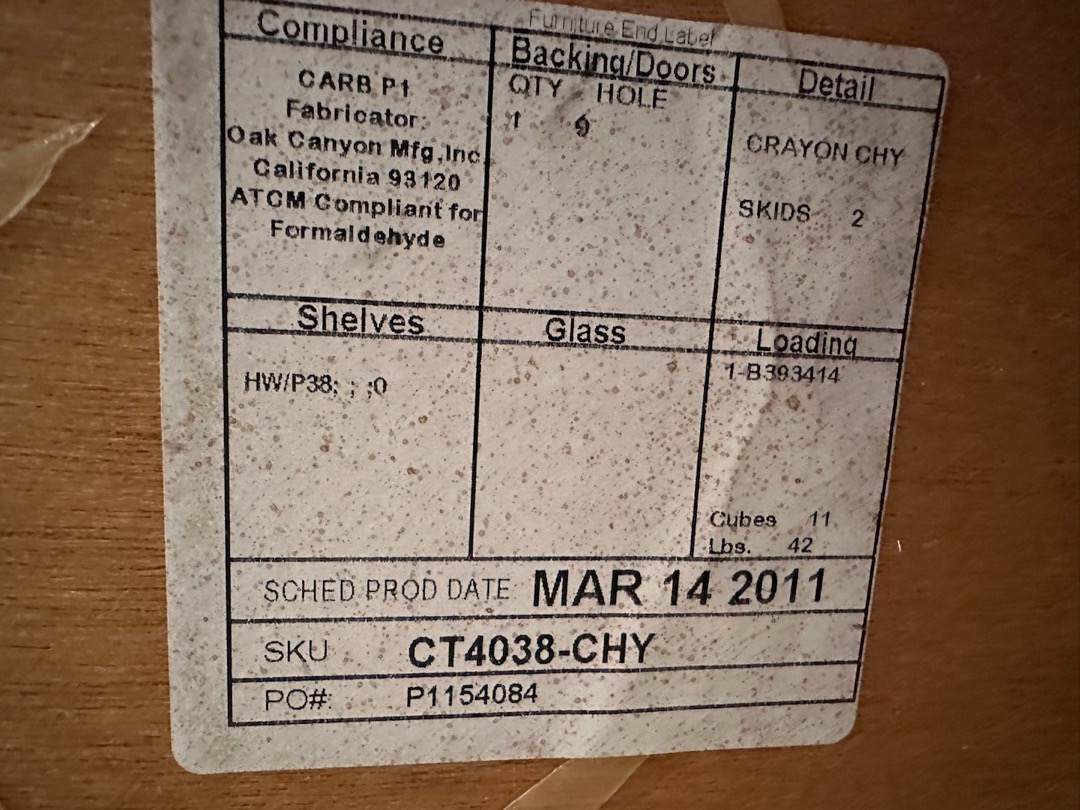 Furniture End Label
Compliance
CARB P1
Fabricator:
Oak Canyon Mfg,Inc.
California 93120
ATCM Compliant for
Formaldehyde
Backing/Doors
QTY HOLE
1 9
Detail
CRAYON CHY
SKIDS 2
Shelves
HW/P38; ; ;0
Glass
Loading
1-B393414
Cubes 11
Lbs. 42
SCHED PROD DATE MAR 14 2011
SKU CT4038-CHY
PO#: P1154084